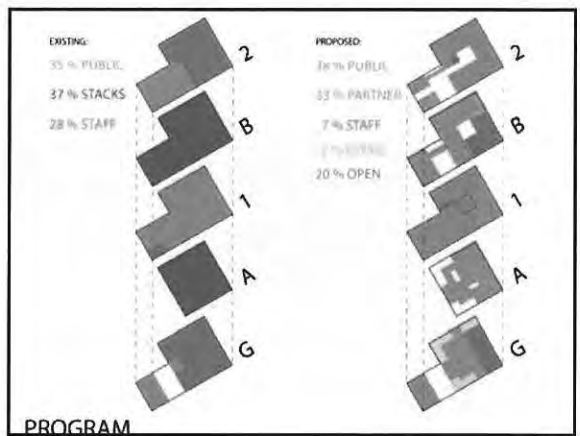 EXISTING:
35 % PUBLIC
37 % STACKS
28 % STAFF
2
B
1
A
G
PROPOSED:
38 % PUBLIC
33 % PARTNER
7 % STAFF
20 % OPEN
2
B
1
A
G
PROGRAM